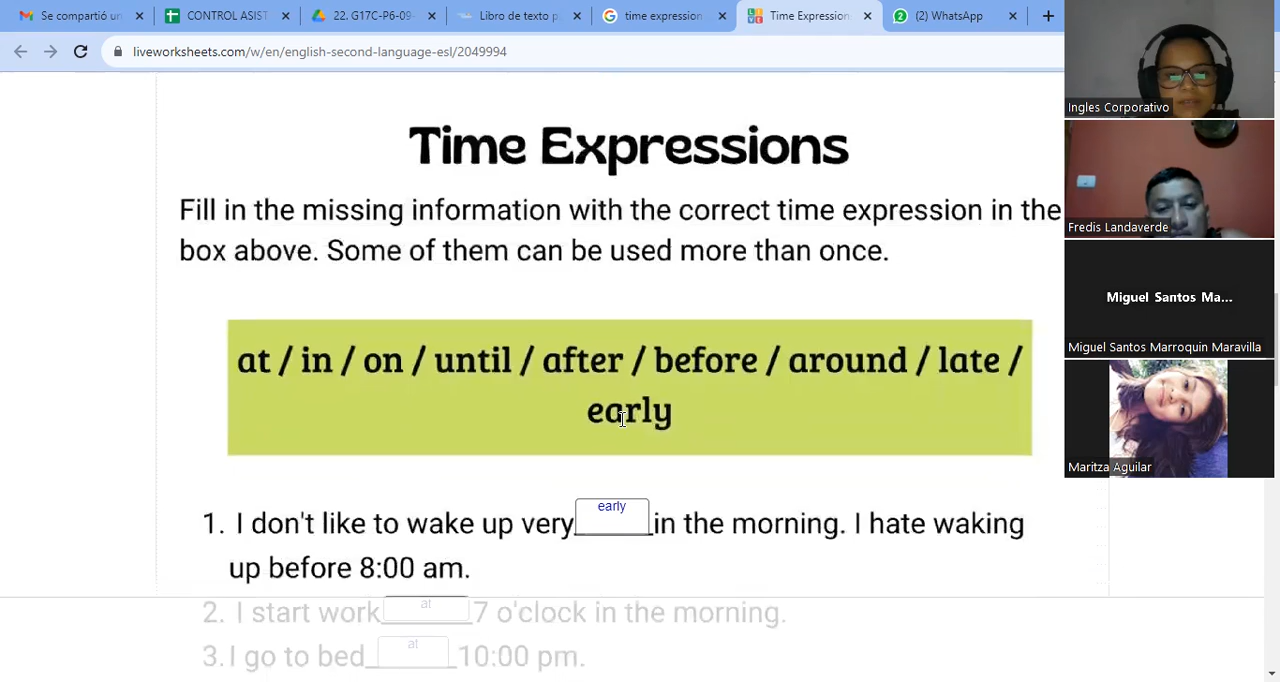 Se compartió un
CONTROL ASIST
22. G17C-P6-09-
Libro de texto p
time expression
Time Expression
(2) WhatsApp
liveworksheets.com/w/en/english-second-language-esl/2049994
Time Expressions
Fill in the missing information with the correct time expression in the
box above. Some of them can be used more than once.
at / in / on / until / after / before / around / late /
early
1. I don't like to wake up very early in the morning. I hate waking
up before 8:00 am.
2. I start work at 7 o'clock in the morning.
3. I go to bed at 10:00 pm.
Ingles Corporativo
Fredis Landaverde
Miguel Santos Ma...
Miguel Santos Marroquin Maravilla
Maritza Aguilar